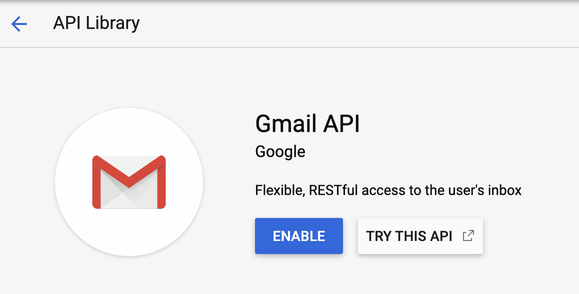 API Library
Gmail API
Google
Flexible, RESTful access to the user's inbox
ENABLE
TRY THIS API